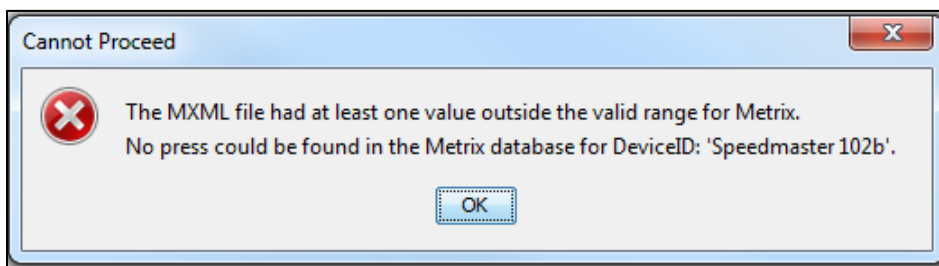 Cannot Proceed
The MXML file had at least one value outside the valid range for Metrix.
No press could be found in the Metrix database for DeviceID: 'Speedmaster 102b'.
OK